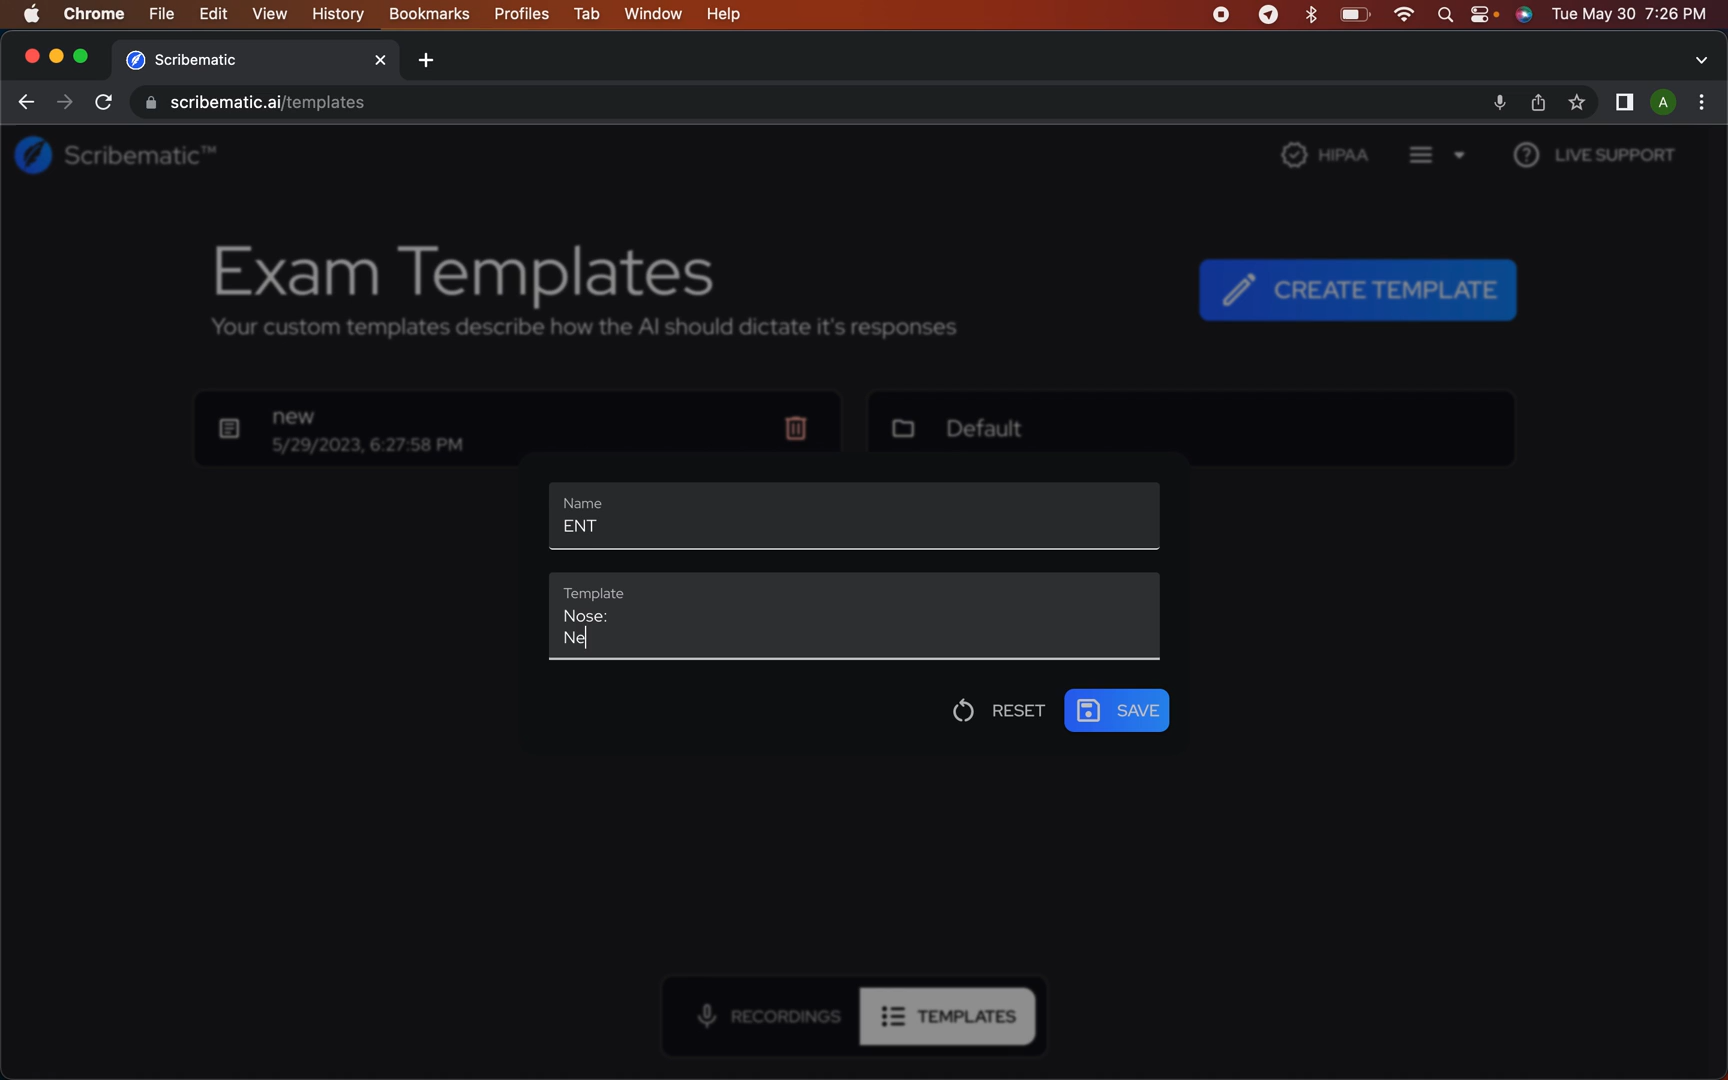 Chrome File Edit View History Bookmarks Profiles Tab Window Help Tue May 30 7:26 PM
Scribematic
scribematic.ai/templates A
Scribematic™ HIPAA LIVE SUPPORT
Exam Templates
CREATE TEMPLATE
Your custom templates describe how the AI should dictate it's responses
new
5/29/2023, 6:27:58 PM
Default
Name
ENT
Template
Nose:
Ne
RESET SAVE
RECORDINGS TEMPLATES